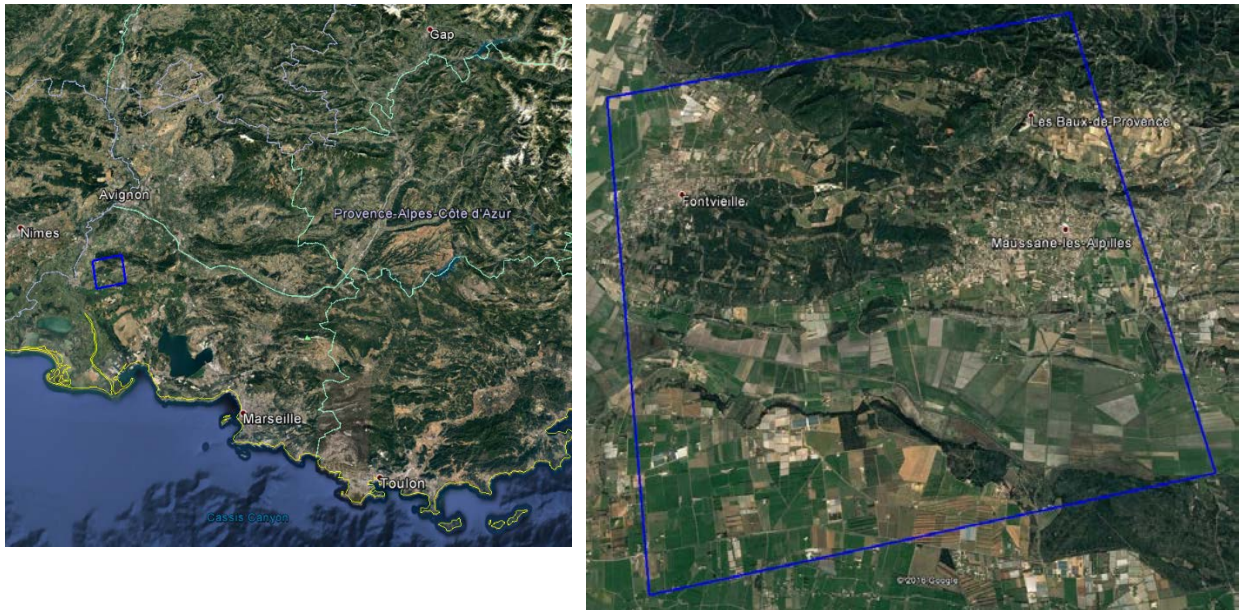 Gap
Avignon
Provence-Alpes-Côte d'Azur
Nîmes
Marseille
Toulon
Cassis Canyon
Les Baux-de-Provence
Fontvieille
Maussane-les-Alpilles
© 2016 Google